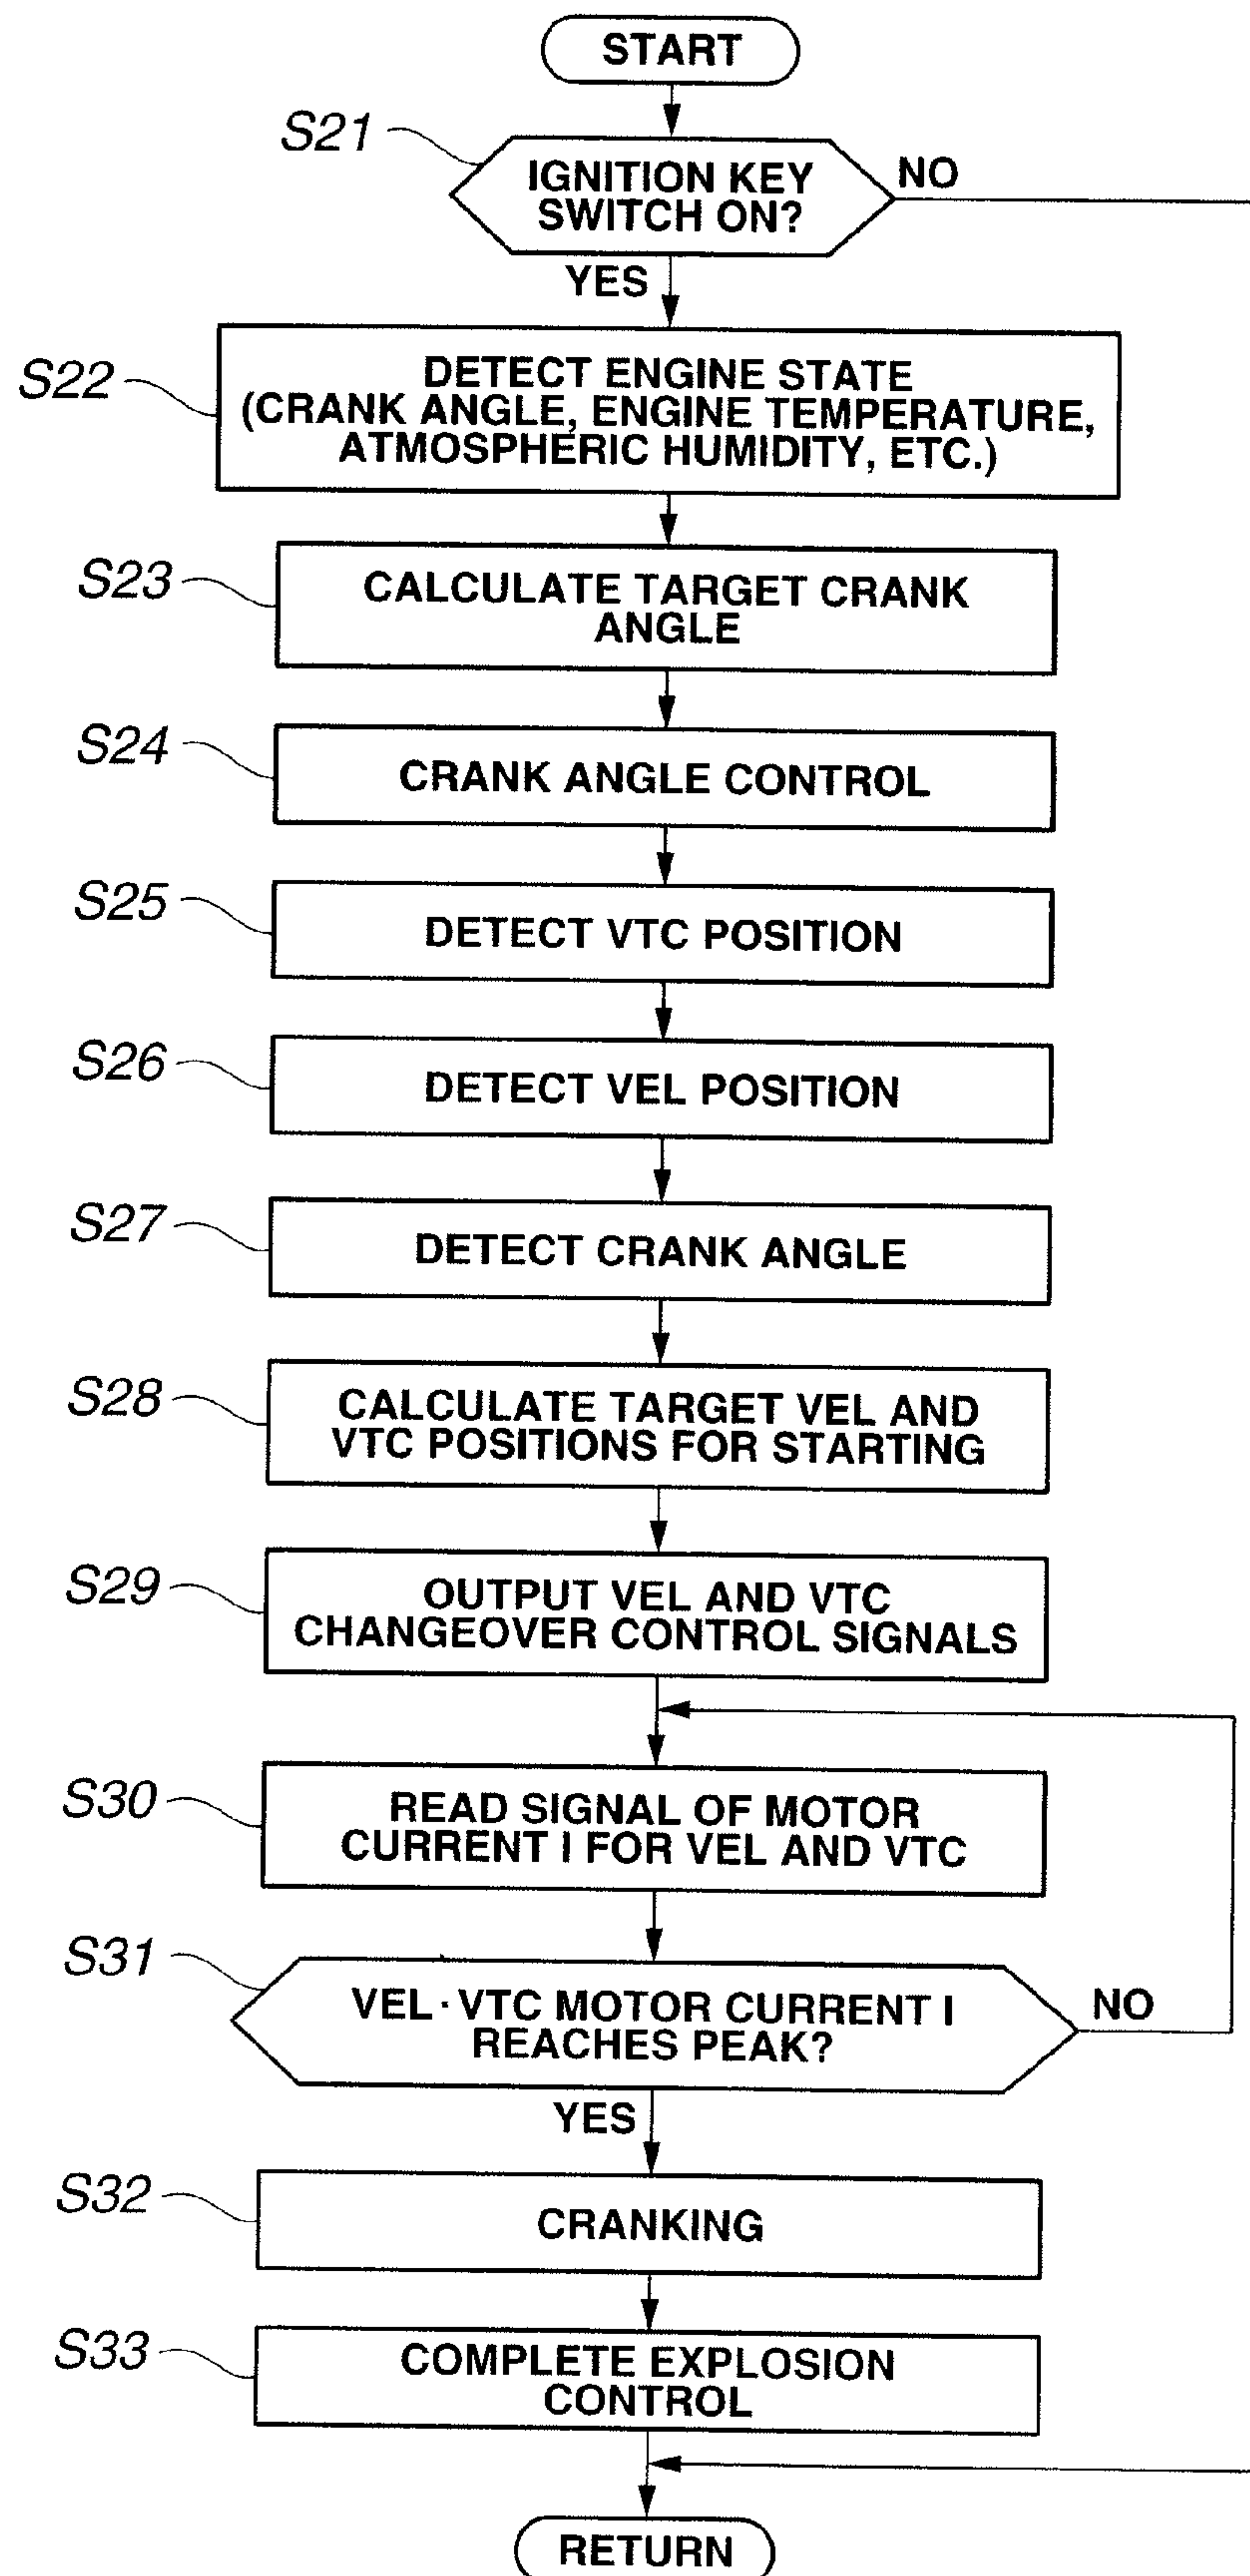 START
S21
IGNITION KEY
SWITCH ON?
NO
YES
S22
DETECT ENGINE STATE
(CRANK ANGLE, ENGINE TEMPERATURE,
ATMOSPHERIC HUMIDITY, ETC.)
S23
CALCULATE TARGET CRANK
ANGLE
S24
CRANK ANGLE CONTROL
S25
DETECT VTC POSITION
S26
DETECT VEL POSITION
S27
DETECT CRANK ANGLE
S28
CALCULATE TARGET VEL AND
VTC POSITIONS FOR STARTING
S29
OUTPUT VEL AND VTC
CHANGEOVER CONTROL SIGNALS
S30
READ SIGNAL OF MOTOR
CURRENT I FOR VEL AND VTC
S31
VEL · VTC MOTOR CURRENT I
REACHES PEAK?
NO
YES
S32
CRANKING
S33
COMPLETE EXPLOSION
CONTROL
RETURN